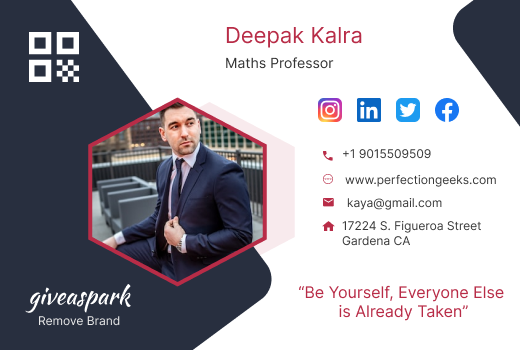 Deepak Kalra
Maths Professor
+1 9015509509
www.perfectiongeeks.com
kaya@gmail.com
17224 S. Figueroa Street
Gardena CA
giveaspark
Remove Brand
“Be Yourself, Everyone Else
is Already Taken”